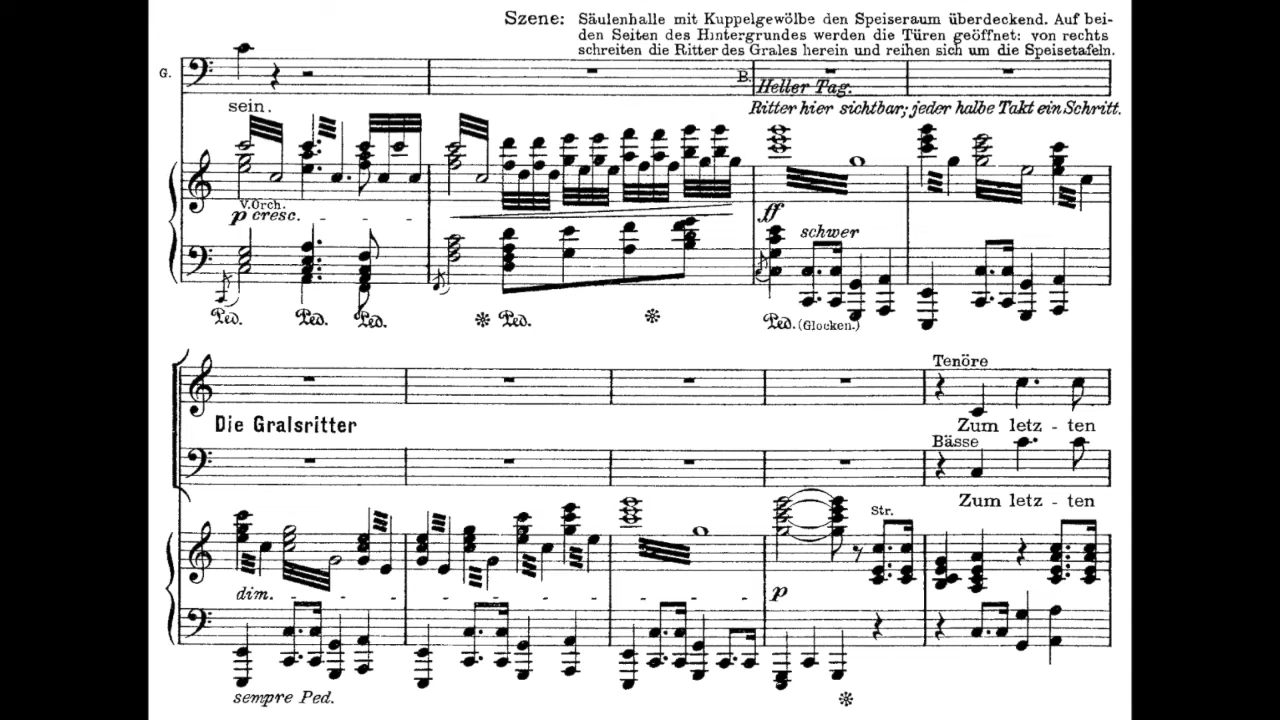 Szene: Säulenhalle mit Kuppelgewölbe den Speiseraum überdeckend. Auf bei-
den Seiten des Hintergrundes werden die Türen geöffnet: von rechts
schreiten die Ritter des Grales herein und reihen sich um die Speisetafeln.
G.
B.
Heller Tag.
sein.
Ritter hier sichtbar; jeder halbe Takt ein Schritt.
V. Orch.
p cresc. - - - -
ff
schwer
Ped. Ped. Ped. Ped. Ped. (Glocken.)
Tenöre
Die Gralsritter
Zum letz - ten
Bässe
Zum letz - ten
Str.
dim. - - - - - - - - - - p
sempre Ped.